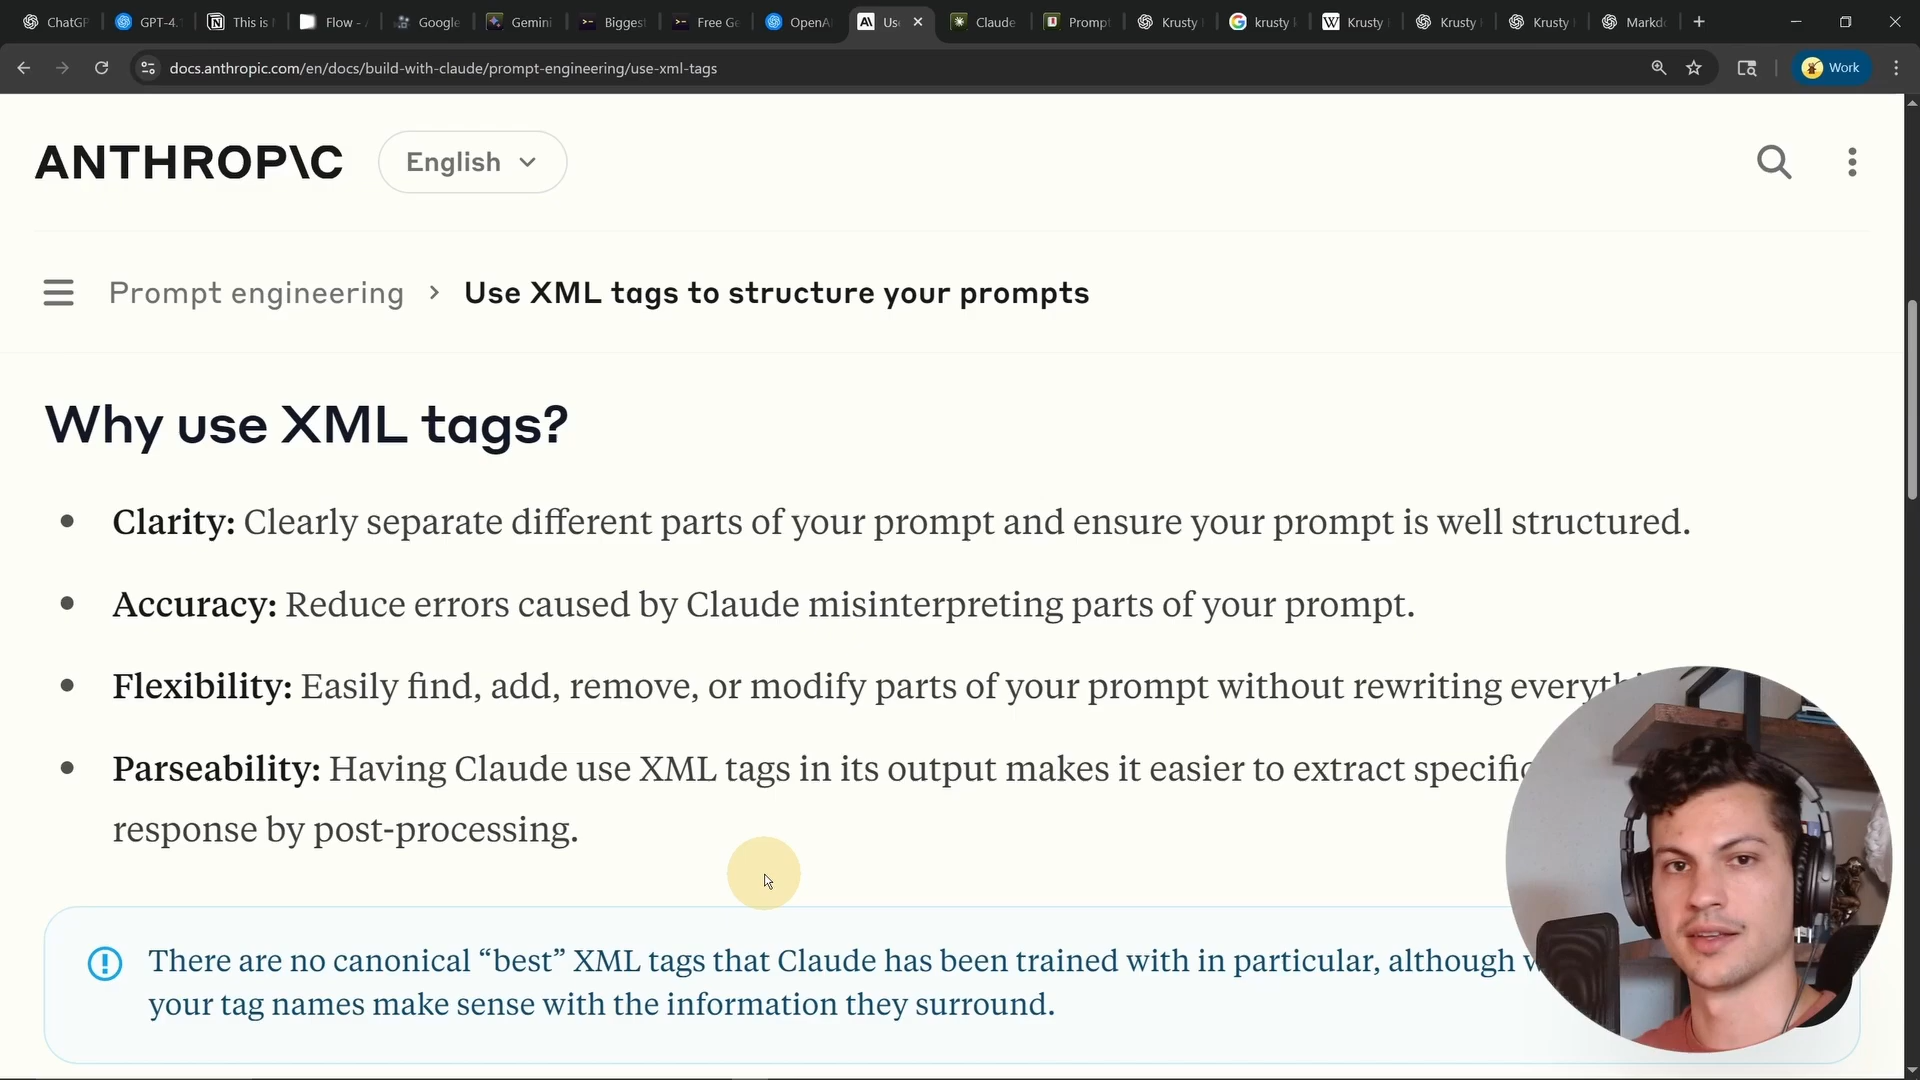 ChatG
GPT-4.
This is
Flow -
Google
Gemini
Bigges
Free Ge
OpenA
Us
Claude
Prompt
Krusty
krusty
Krusty
Krusty
Krusty
Markd
docs.anthropic.com/en/docs/build-with-claude/prompt-engineering/use-xml-tags
Work
ANTHROP\C
English
Prompt engineering > Use XML tags to structure your prompts
Why use XML tags?
• Clarity: Clearly separate different parts of your prompt and ensure your prompt is well structured.
• Accuracy: Reduce errors caused by Claude misinterpreting parts of your prompt.
• Flexibility: Easily find, add, remove, or modify parts of your prompt without rewriting everythi
• Parseability: Having Claude use XML tags in its output makes it easier to extract specific
response by post-processing.
There are no canonical “best” XML tags that Claude has been trained with in particular, although
your tag names make sense with the information they surround.